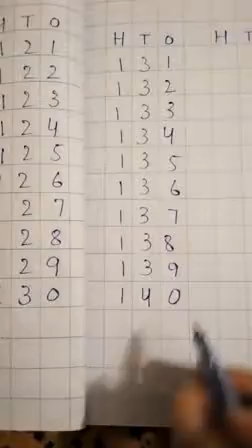 H T O
1 2 1
1 2 2
1 2 3
1 2 4
1 2 5
2 6
2 7
2 8
2 9
3 0
H T O
1 3 1
1 3 2
1 3 3
1 3 4
1 3 5
1 3 6
1 3 7
1 3 8
1 3 9
1 4 0
H T